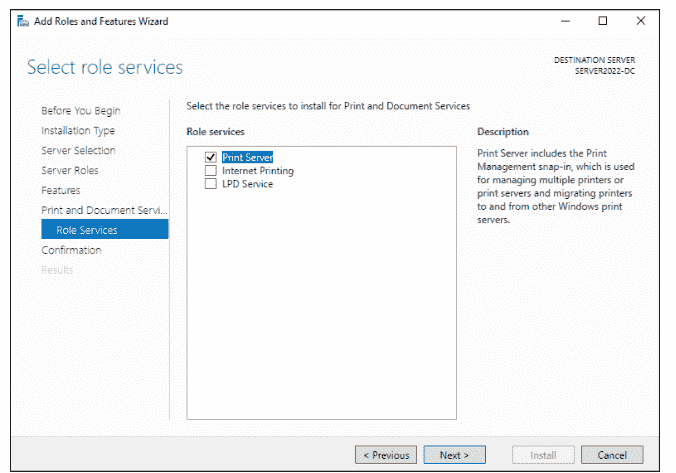 Add Roles and Features Wizard
Select role services
DESTINATION SERVER
SERVER2022-DC
Before You Begin
Installation Type
Server Selection
Server Roles
Features
Print and Document Servi...
Role Services
Confirmation
Results
Select the role services to install for Print and Document Services
Role services
Print Server
Internet Printing
LPD Service
Description
Print Server includes the Print
Management snap-in, which is used
for managing multiple printers or
print servers and migrating printers
to and from other Windows print
servers.
< Previous
Next >
Install
Cancel